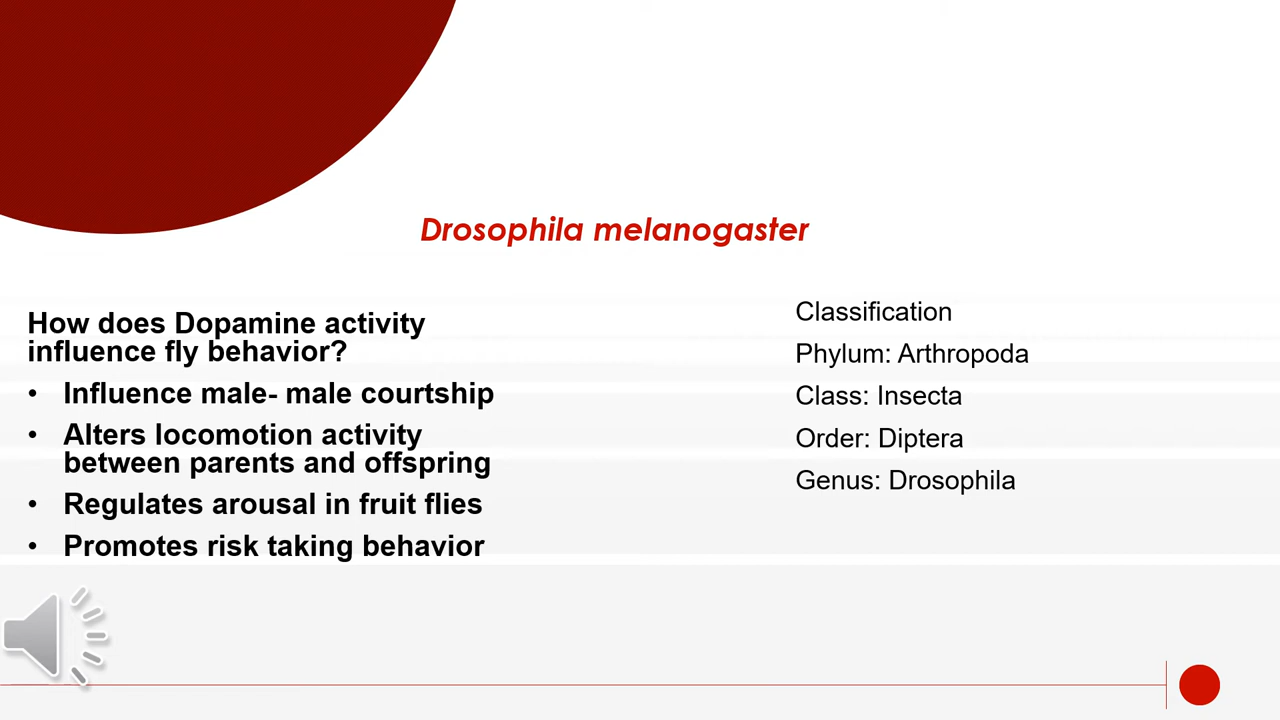 Drosophila melanogaster
How does Dopamine activity
influence fly behavior?
• Influence male- male courtship
• Alters locomotion activity
between parents and offspring
• Regulates arousal in fruit flies
• Promotes risk taking behavior
Classification
Phylum: Arthropoda
Class: Insecta
Order: Diptera
Genus: Drosophila